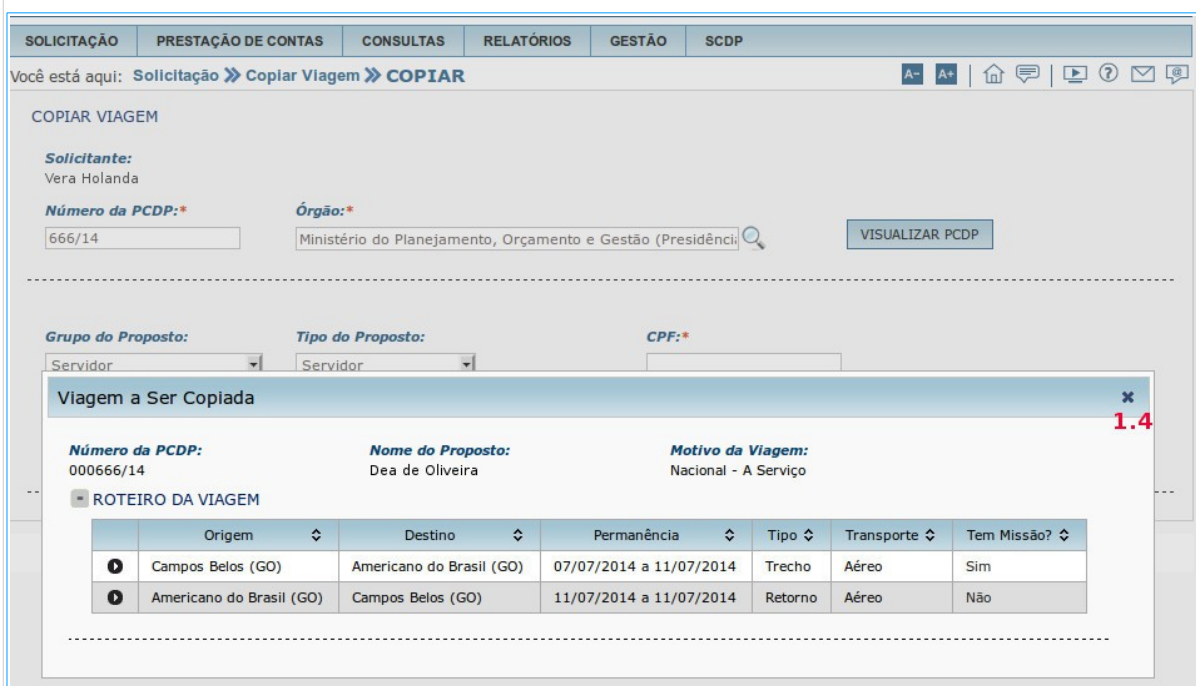 SOLICITAÇÃO PRESTAÇÃO DE CONTAS CONSULTAS RELATÓRIOS GESTÃO SCDP
Você está aqui: Solicitação Copiar Viagem COPIAR A- A+
COPIAR VIAGEM
Solicitante:
Vera Holanda
Número da PCDP:* Órgão:*
666/14 Ministério do Planejamento, Orçamento e Gestão (Presidência VISUALIZAR PCDP
Grupo do Proposto: Tipo do Proposto: CPF:*
Servidor Servidor
Viagem a Ser Copiada
1.4
Número da PCDP: Nome do Proposto: Motivo da Viagem:
000666/14 Dea de Oliveira Nacional - A Serviço
ROTEIRO DA VIAGEM
Origem Destino Permanência Tipo Transporte Tem Missão?
Campos Belos (GO) Americano do Brasil (GO) 07/07/2014 a 11/07/2014 Trecho Aéreo Sim
Americano do Brasil (GO) Campos Belos (GO) 11/07/2014 a 11/07/2014 Retorno Aéreo Não